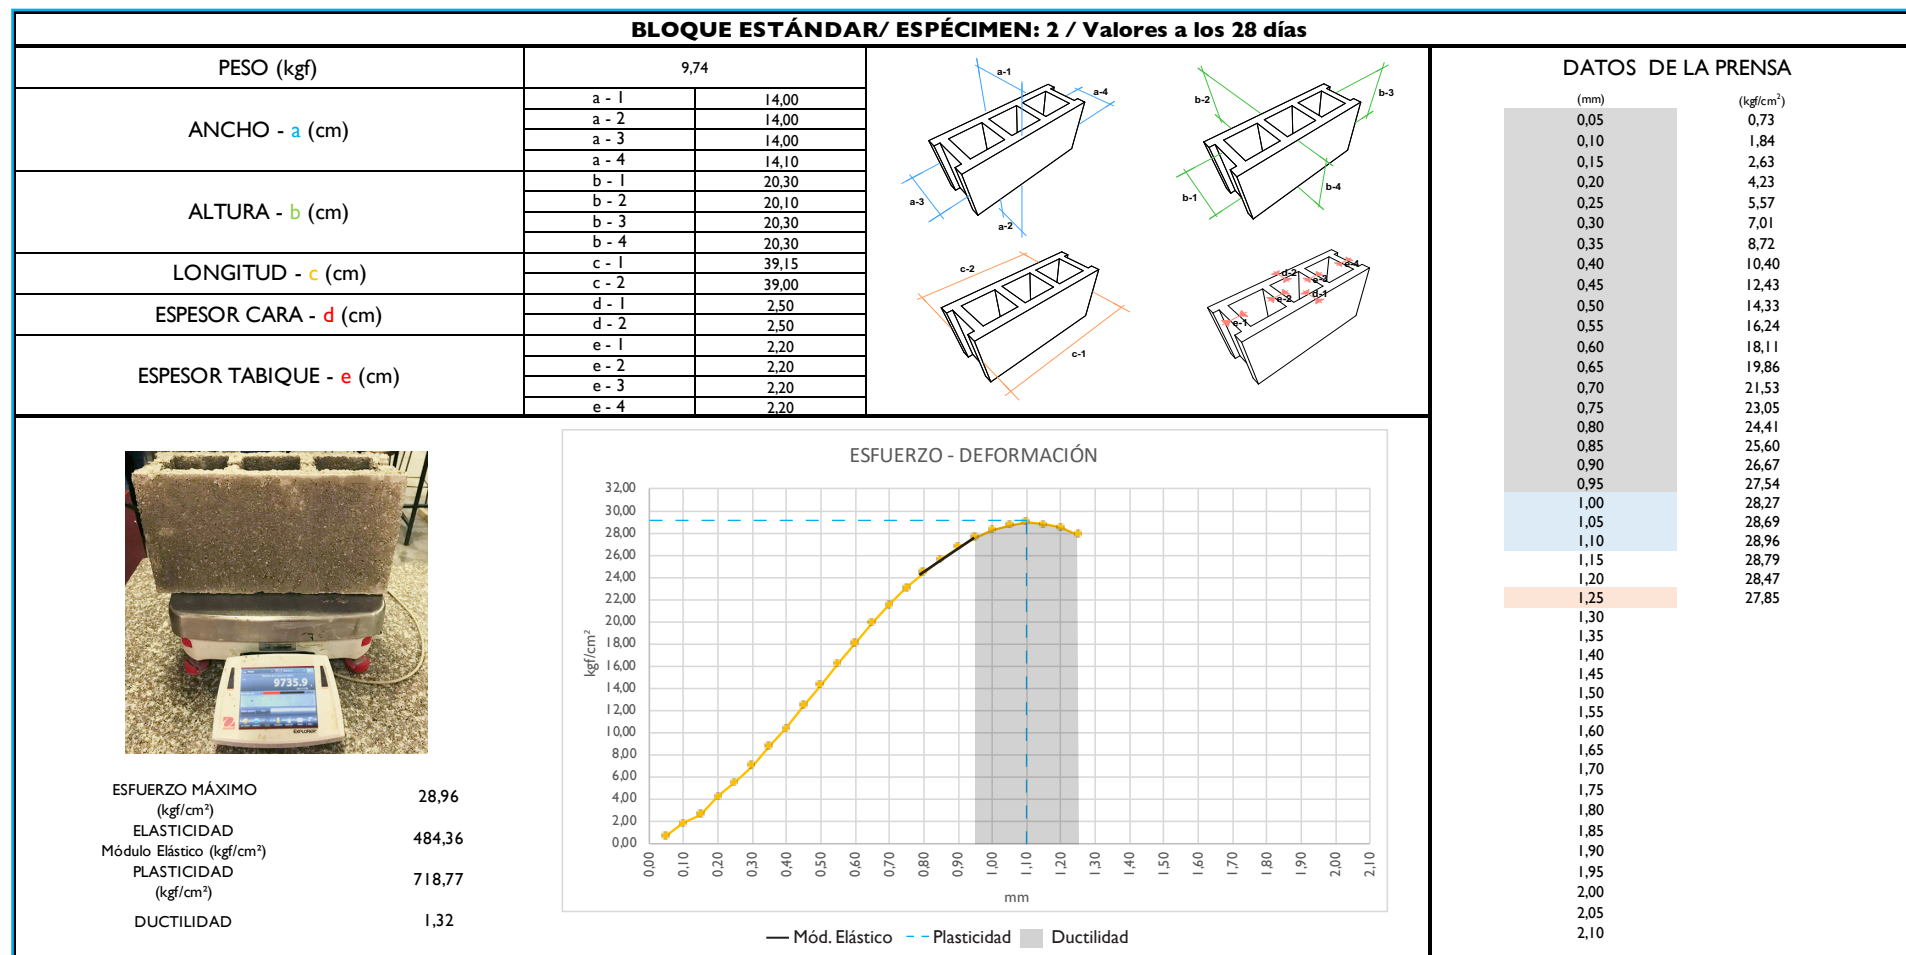 BLOQUE ESTÁNDAR/ ESPÉCIMEN: 2 / Valores a los 28 días
PESO (kgf) 9,74
ANCHO - a (cm)
a - 1 14,00
a - 2 14,00
a - 3 14,00
a - 4 14,10
ALTURA - b (cm)
b - 1 20,30
b - 2 20,10
b - 3 20,30
b - 4 20,30
LONGITUD - c (cm)
c - 1 39,15
c - 2 39,00
ESPESOR CARA - d (cm)
d - 1 2,50
d - 2 2,50
ESPESOR TABIQUE - e (cm)
e - 1 2,20
e - 2 2,20
e - 3 2,20
e - 4 2,20
a-1
a-4
a-3
a-2
b-2
b-3
b-1
b-4
c-2
c-1
d-2
e-4
e-3
e-2
d-1
e-1
DATOS DE LA PRENSA
(mm) (kgf/cm²)
0,05 0,73
0,10 1,84
0,15 2,63
0,20 4,23
0,25 5,57
0,30 7,01
0,35 8,72
0,40 10,40
0,45 12,43
0,50 14,33
0,55 16,24
0,60 18,11
0,65 19,86
0,70 21,53
0,75 23,05
0,80 24,41
0,85 25,60
0,90 26,67
0,95 27,54
1,00 28,27
1,05 28,69
1,10 28,96
1,15 28,79
1,20 28,47
1,25 27,85
1,30
1,35
1,40
1,45
1,50
1,55
1,60
1,65
1,70
1,75
1,80
1,85
1,90
1,95
2,00
2,05
2,10
9735.9
EXPLORER
ESFUERZO MÁXIMO
(kgf/cm²) 28,96
ELASTICIDAD
Módulo Elástico (kgf/cm²) 484,36
PLASTICIDAD
(kgf/cm²) 718,77
DUCTILIDAD 1,32
ESFUERZO - DEFORMACIÓN
kgf/cm²
32,00
30,00
28,00
26,00
24,00
22,00
20,00
18,00
16,00
14,00
12,00
10,00
8,00
6,00
4,00
2,00
0,00
0,00 0,10 0,20 0,30 0,40 0,50 0,60 0,70 0,80 0,90 1,00 1,10 1,20 1,30 1,40 1,50 1,60 1,70 1,80 1,90 2,00 2,10
mm
Mód. Elástico Plasticidad Ductilidad